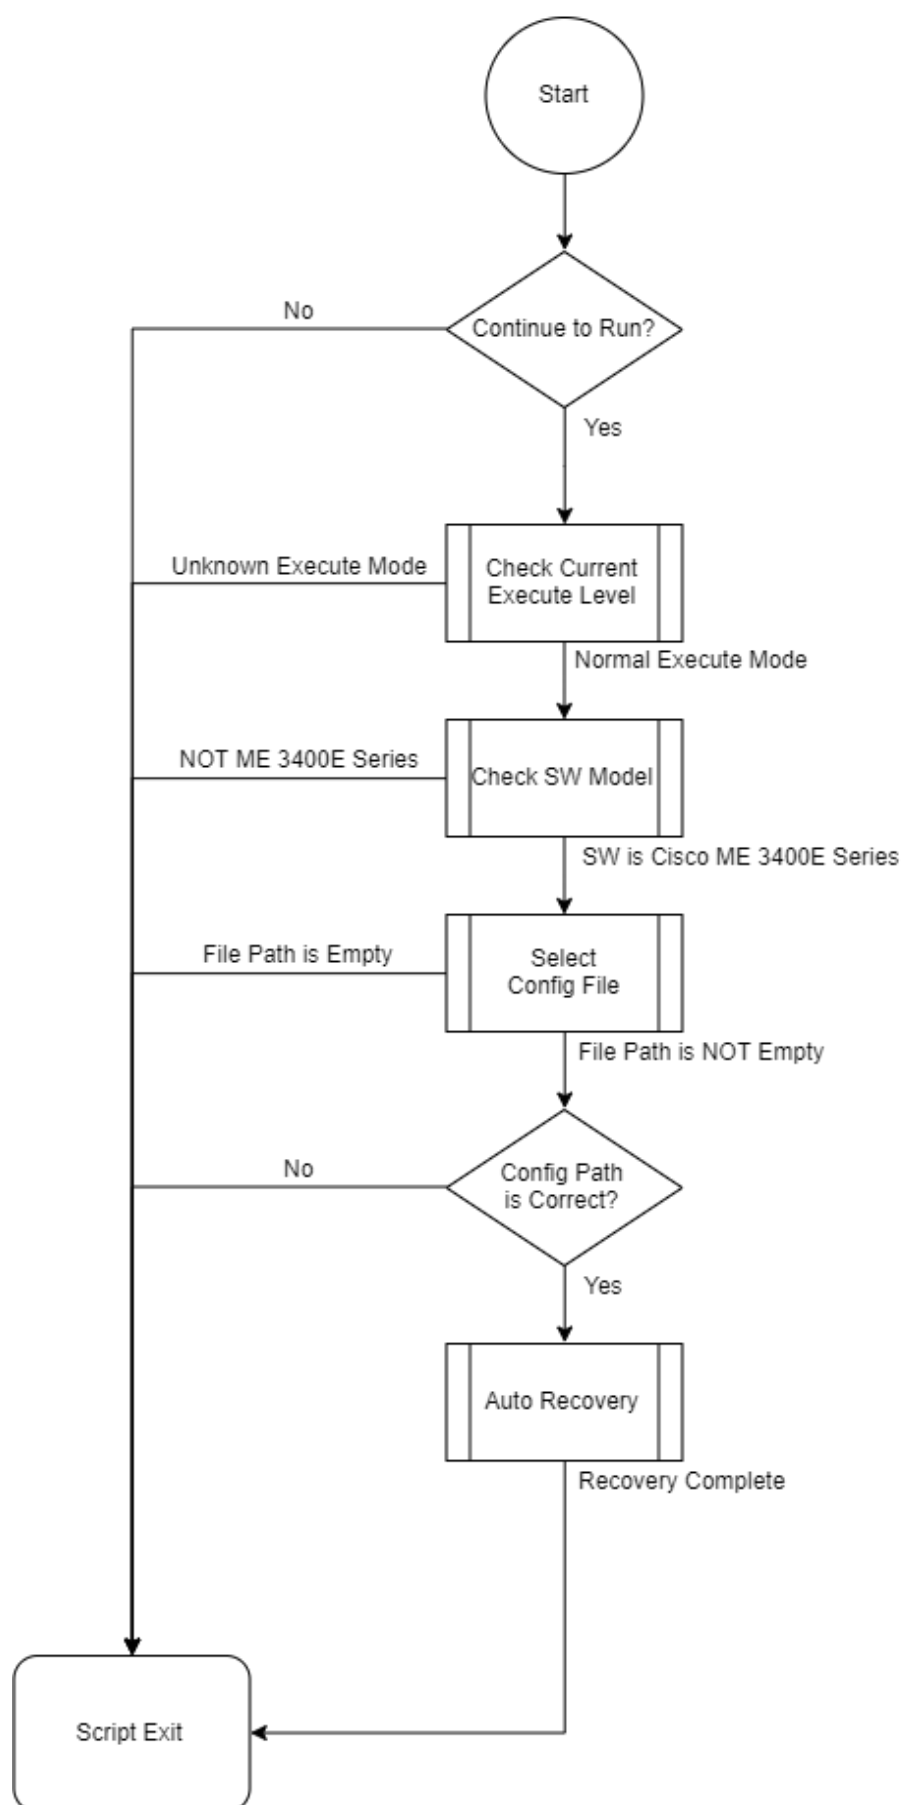 Start
No
Continue to Run?
Yes
Unknown Execute Mode
Check Current
Execute Level
Normal Execute Mode
NOT ME 3400E Series
Check SW Model
SW is Cisco ME 3400E Series
File Path is Empty
Select
Config File
File Path is NOT Empty
No
Config Path
is Correct?
Yes
Auto Recovery
Recovery Complete
Script Exit